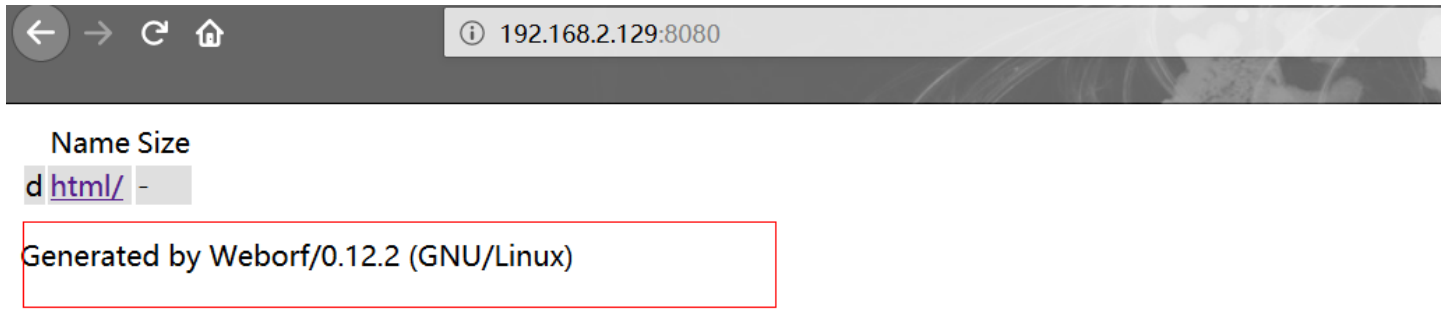 192.168.2.129:8080
Name Size
d html/ -
Generated by Weborf/0.12.2 (GNU/Linux)